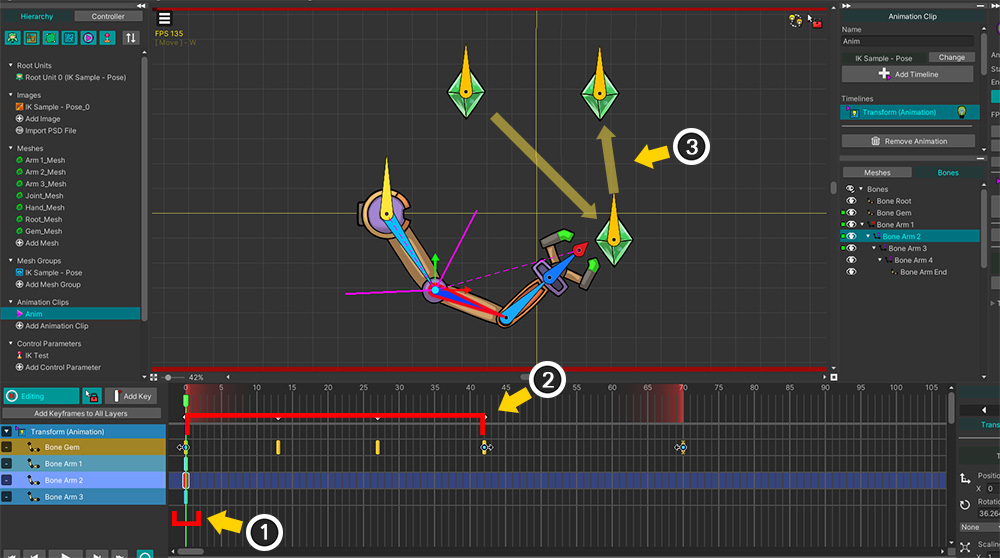 Hierarchy
Controller
Root Units
Root Unit 0 (IK Sample - Pose)
Images
IK Sample - Pose_0
Add Image
Import PSD File
Meshes
Arm 1_Mesh
Arm 2_Mesh
Arm 3_Mesh
Joint_Mesh
Hand_Mesh
Root_Mesh
Gem_Mesh
Add Mesh
Mesh Groups
IK Sample - Pose
Add Mesh Group
Animation Clips
Anim
Add Animation Clip
Control Parameters
IK Test
Add Control Parameter
FPS 135
[ Move ] - W
3
42%
Animation Clip
Name
Anim
IK Sample - Pose
Change
Add Timeline
Timelines
Transform (Animation)
Remove Animation
Meshes
Bones
Bones
Bone Root
Bone Gem
Bone Arm 1
Bone Arm 2
Bone Arm 3
Bone Arm 4
Bone Arm End
Editing
Add Key
Add Keyframes to All Layers
0 5 10 15 20 25 30 35 40 45 50 55 60 65 70 75 80 85 90 95 100 105
2
Transform (Animation)
Bone Gem
Bone Arm 1
Bone Arm 2
Bone Arm 3
1
Trans
Positio
X 0
Rotatio
36.264
None
Scaling